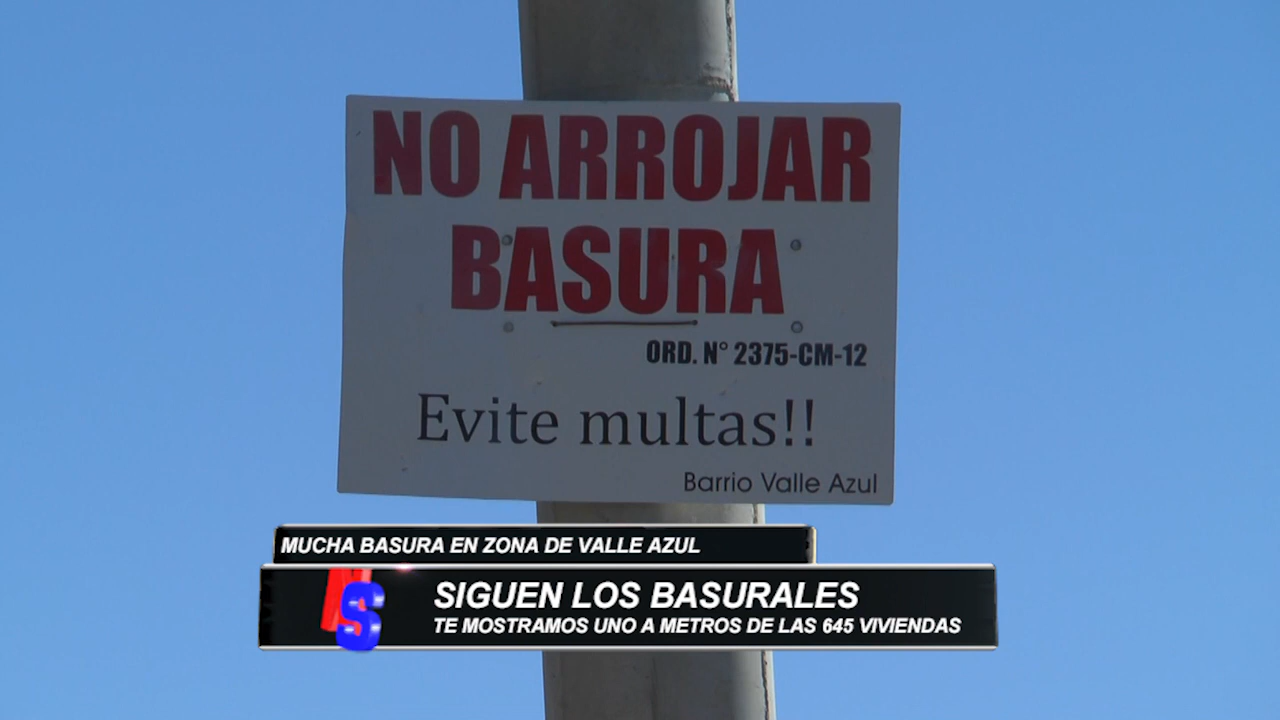 NO ARROJAR
BASURA
ORD. N° 2375-CM-12
Evite multas!!
Barrio Valle Azul
MUCHA BASURA EN ZONA DE VALLE AZUL
NS
SIGUEN LOS BASURALES
TE MOSTRAMOS UNO A METROS DE LAS 645 VIVIENDAS